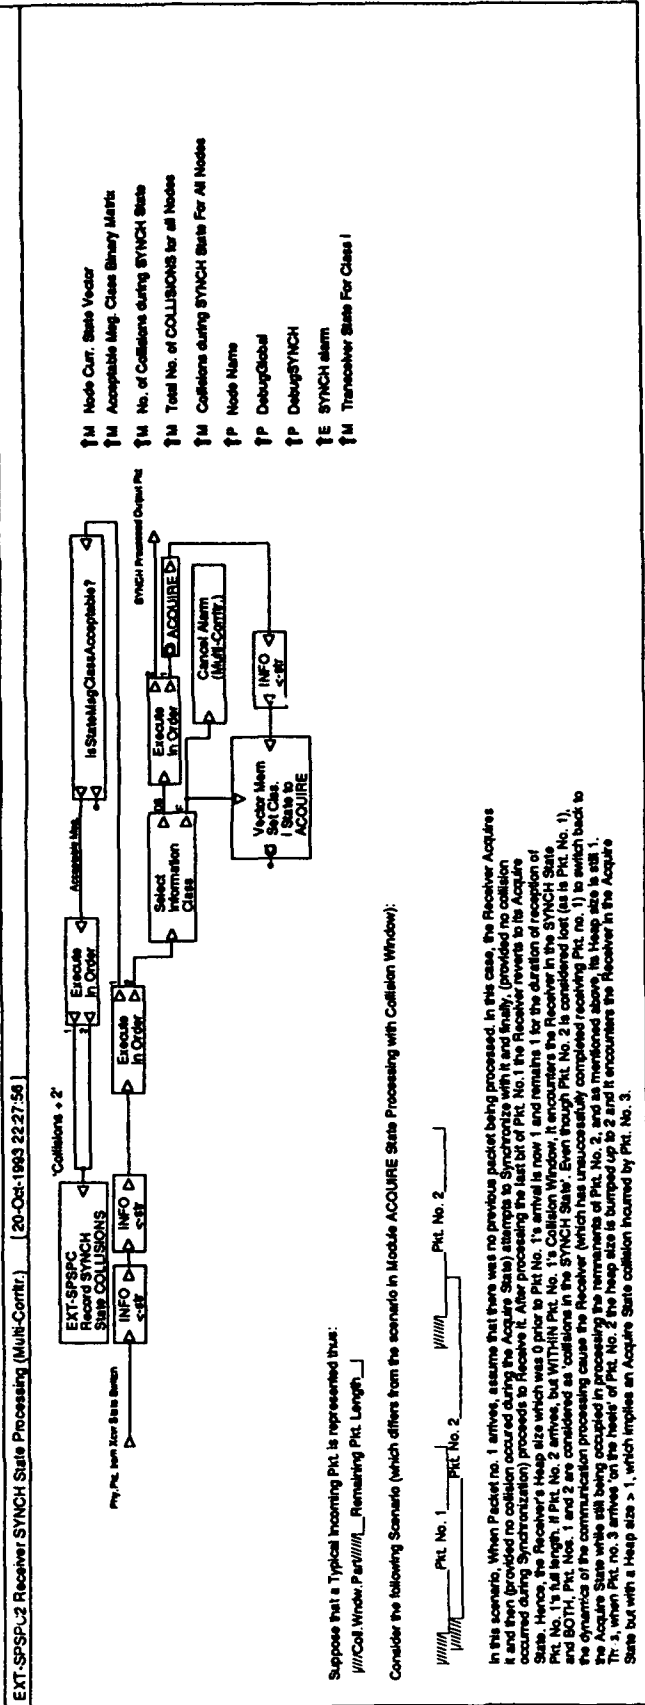 EXT-SPSPC2 Receiver SYNCH State Processing (Multi-Contr.) [ 20-Oct-1993 22:27:56 ]
'Collisions + 2'
EXT-SPSPC
Record SYNCH
State COLLISIONS
1
2
Execute
In Order
Acceptable Msg.
IsStateMsgClassAcceptable?
Phy. Pkt. from Xcvr State Switch
INFO
<-str
INFO
<-str
Execute
In Order
1
2
Select
Information
Class
DS
IC
Execute
In Order
2
1
SYNCH Processed Output Pkt
ACQUIRE
Cancel Alarm
(Multi-Contr.)
INFO
<-str
Vector Mem
Set Clas.
I State to
ACQUIRE
↑M Node Curr. State Vector
↑M Acceptable Msg. Class Binary Matrix
↑M No. of Collisions during SYNCH State
↑M Total No. of COLLISIONS for all Nodes
↑M Collisions during SYNCH State For All Nodes
↑P Node Name
↑P DebugGlobal
↑P DebugSYNCH
↑E SYNCH alarm
↑M Transceiver State For Class I
Suppose that a Typical Incoming Pkt. is represented thus:
|/////Coll.Wndw.Part//////|__Remaining Pkt. Length__|
Consider the following Scenario (which differs from the scenario in Module ACQUIRE State Processing with Collision Window):
|//////|___Pkt. No. 1___| |//////|___Pkt. No. 2___|
|//////|___Pkt. No. 2___|
In this scenario, When Packet no. 1 arrives, assume that there was no previous packet being processed. In this case, the Receiver Acquires
it and then (provided no collision occured during the Acquire State) attempts to Synchronize with it and finally, (provided no collision
occurred during Synchronization) proceeds to Receive it. After processing the last bit of Pkt. No.1 the Receiver reverts to its Acquire
State. Hence, the Receiver's Heap size which was 0 prior to Pkt No. 1's arrival is now 1 and remains 1 for the duration of reception of
Pkt. No. 1's full length. If Pkt. No. 2 arrives, but WITHIN Pkt. No. 1's Collision Window, it encounters the Receiver in the SYNCH State
and BOTH, Pkt. Nos. 1 and 2 are considered as 'collisions in the SYNCH State'. Even though Pkt. No. 2 is considered lost (as is Pkt. No. 1),
the dynamics of the communication processing cause the Receiver (which has unsuccessfully completed receiving Pkt. no. 1) to switch back to
the Acquire State while still being occupied in processing the remnants of Pkt. No. 2, and as mentioned above, its Heap size is still 1.
Th s, when Pkt. no. 3 arrives 'on the heels' of Pkt. No. 2 the heap size is bumped up to 2 and it encounters the Receiver in the Acquire
State but with a Heap size > 1, which implies an Acquire State collision incurred by Pkt. No. 3.